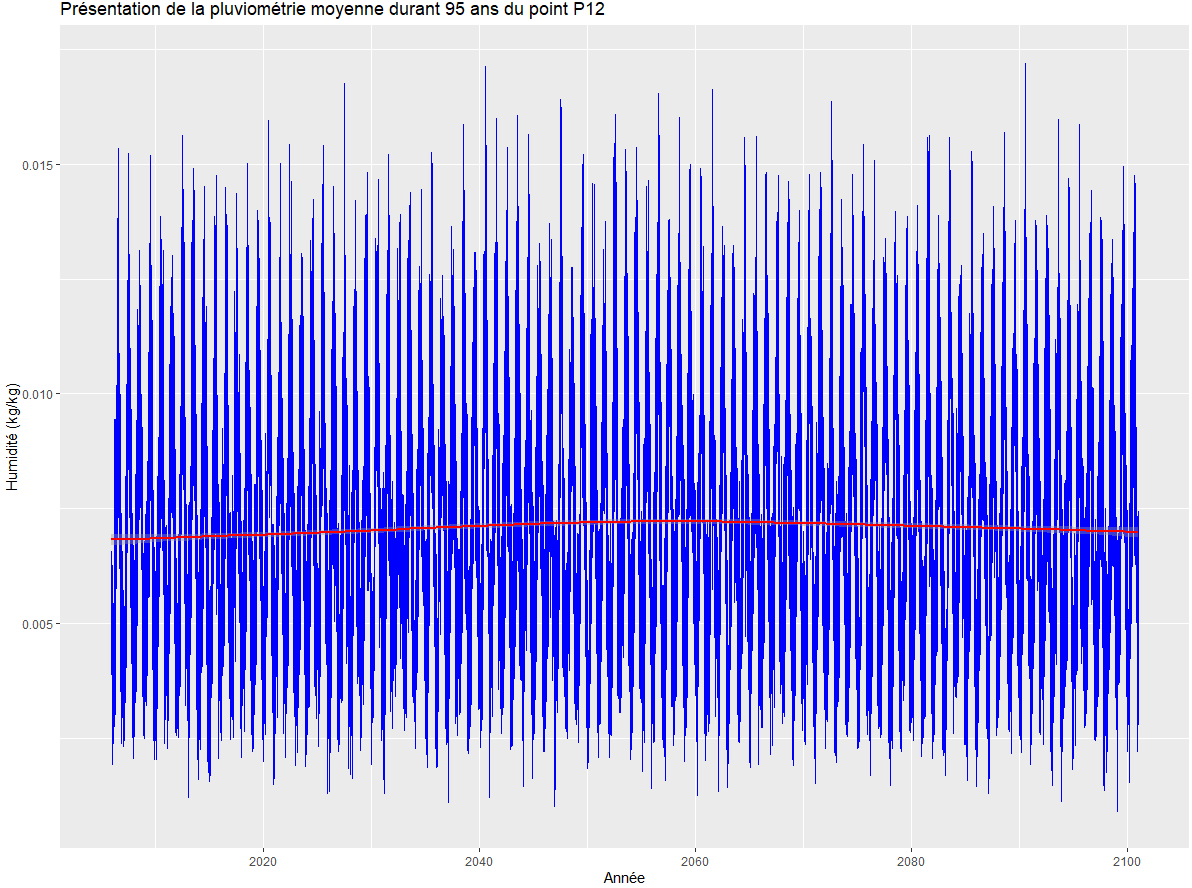 Présentation de la pluviométrie moyenne durant 95 ans du point P12
Humidité (kg/kg)
0.015
0.010
0.005
2020 2040 2060 2080 2100
Année